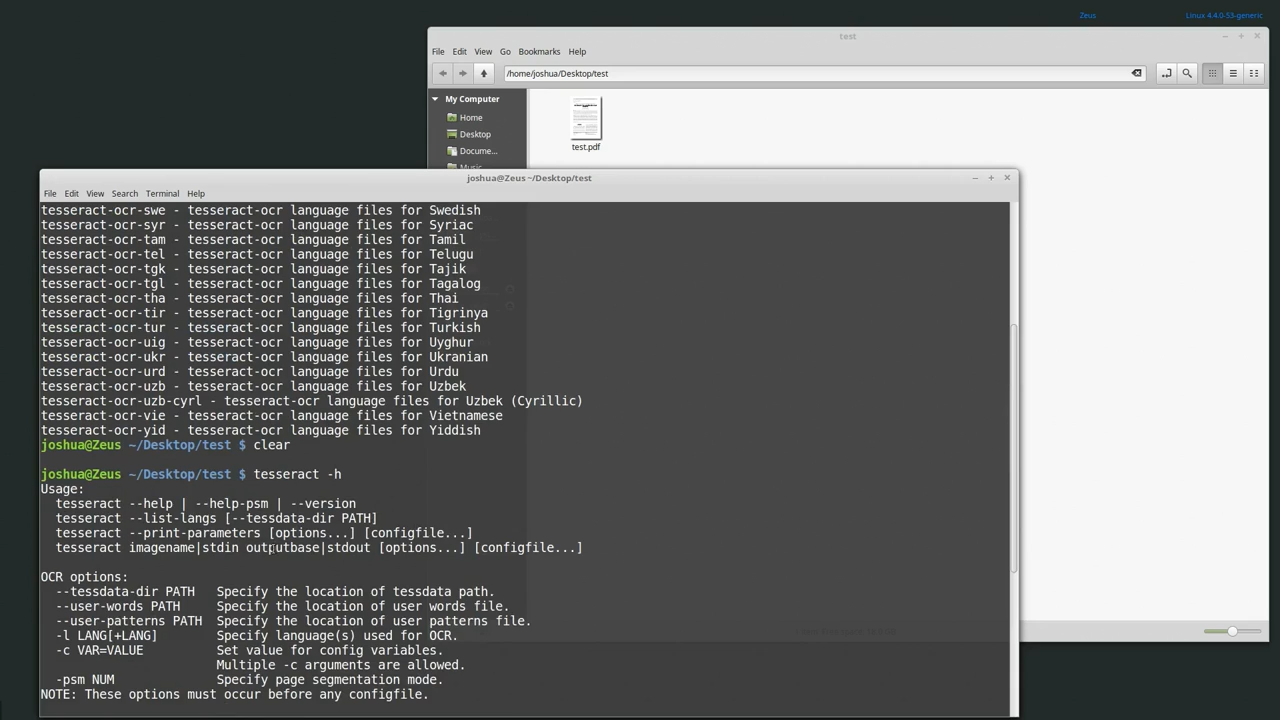 Zeus
Linux 4.4.0-53-generic
test
File Edit View Go Bookmarks Help
/home/joshua/Desktop/test
My Computer
Home
Desktop
Docume...
Music
test.pdf
joshua@Zeus ~/Desktop/test
File Edit View Search Terminal Help
tesseract-ocr-swe - tesseract-ocr language files for Swedish
tesseract-ocr-syr - tesseract-ocr language files for Syriac
tesseract-ocr-tam - tesseract-ocr language files for Tamil
tesseract-ocr-tel - tesseract-ocr language files for Telugu
tesseract-ocr-tgk - tesseract-ocr language files for Tajik
tesseract-ocr-tgl - tesseract-ocr language files for Tagalog
tesseract-ocr-tha - tesseract-ocr language files for Thai
tesseract-ocr-tir - tesseract-ocr language files for Tigrinya
tesseract-ocr-tur - tesseract-ocr language files for Turkish
tesseract-ocr-uig - tesseract-ocr language files for Uyghur
tesseract-ocr-ukr - tesseract-ocr language files for Ukranian
tesseract-ocr-urd - tesseract-ocr language files for Urdu
tesseract-ocr-uzb - tesseract-ocr language files for Uzbek
tesseract-ocr-uzb-cyrl - tesseract-ocr language files for Uzbek (Cyrillic)
tesseract-ocr-vie - tesseract-ocr language files for Vietnamese
tesseract-ocr-yid - tesseract-ocr language files for Yiddish
joshua@Zeus ~/Desktop/test $ clear
joshua@Zeus ~/Desktop/test $ tesseract -h
Usage:
tesseract --help | --help-psm | --version
tesseract --list-langs [--tessdata-dir PATH]
tesseract --print-parameters [options...] [configfile...]
tesseract imagename|stdin outputbase|stdout [options...] [configfile...]
OCR options:
--tessdata-dir PATH Specify the location of tessdata path.
--user-words PATH Specify the location of user words file.
--user-patterns PATH Specify the location of user patterns file.
-l LANG[+LANG] Specify language(s) used for OCR.
-c VAR=VALUE Set value for config variables.
Multiple -c arguments are allowed.
-psm NUM Specify page segmentation mode.
NOTE: These options must occur before any configfile.